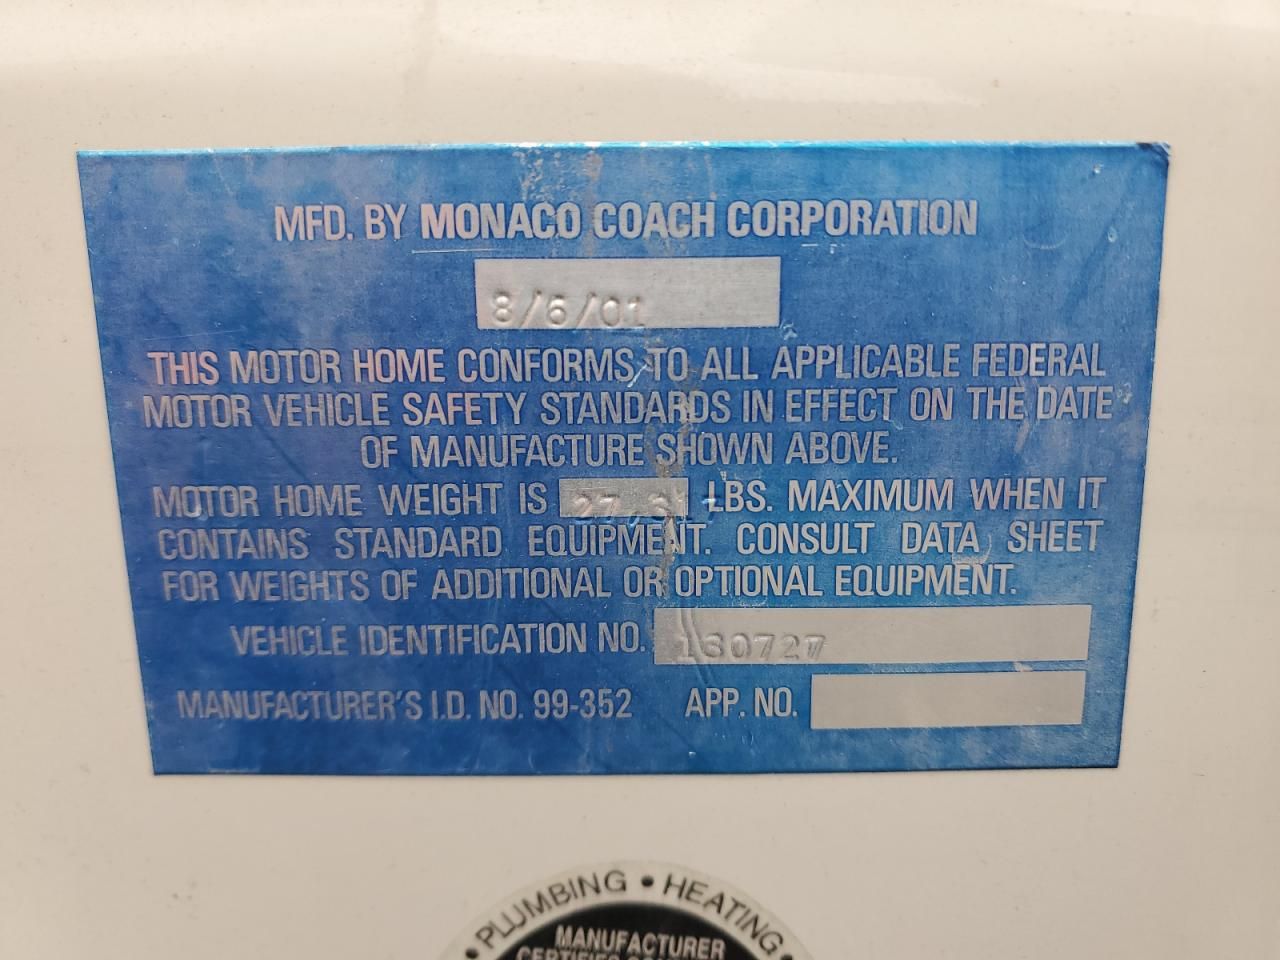 MFD. BY MONACO COACH CORPORATION
8/6/01
THIS MOTOR HOME CONFORMS TO ALL APPLICABLE FEDERAL
MOTOR VEHICLE SAFETY STANDARDS IN EFFECT ON THE DATE
OF MANUFACTURE SHOWN ABOVE.
MOTOR HOME WEIGHT IS LBS. MAXIMUM WHEN IT
CONTAINS STANDARD EQUIPMENT. CONSULT DATA SHEET
FOR WEIGHTS OF ADDITIONAL OR OPTIONAL EQUIPMENT.
VEHICLE IDENTIFICATION NO. 130727
MANUFACTURER'S I.D. NO. 99-352 APP. NO.
• PLUMBING • HEATING •
MANUFACTURER